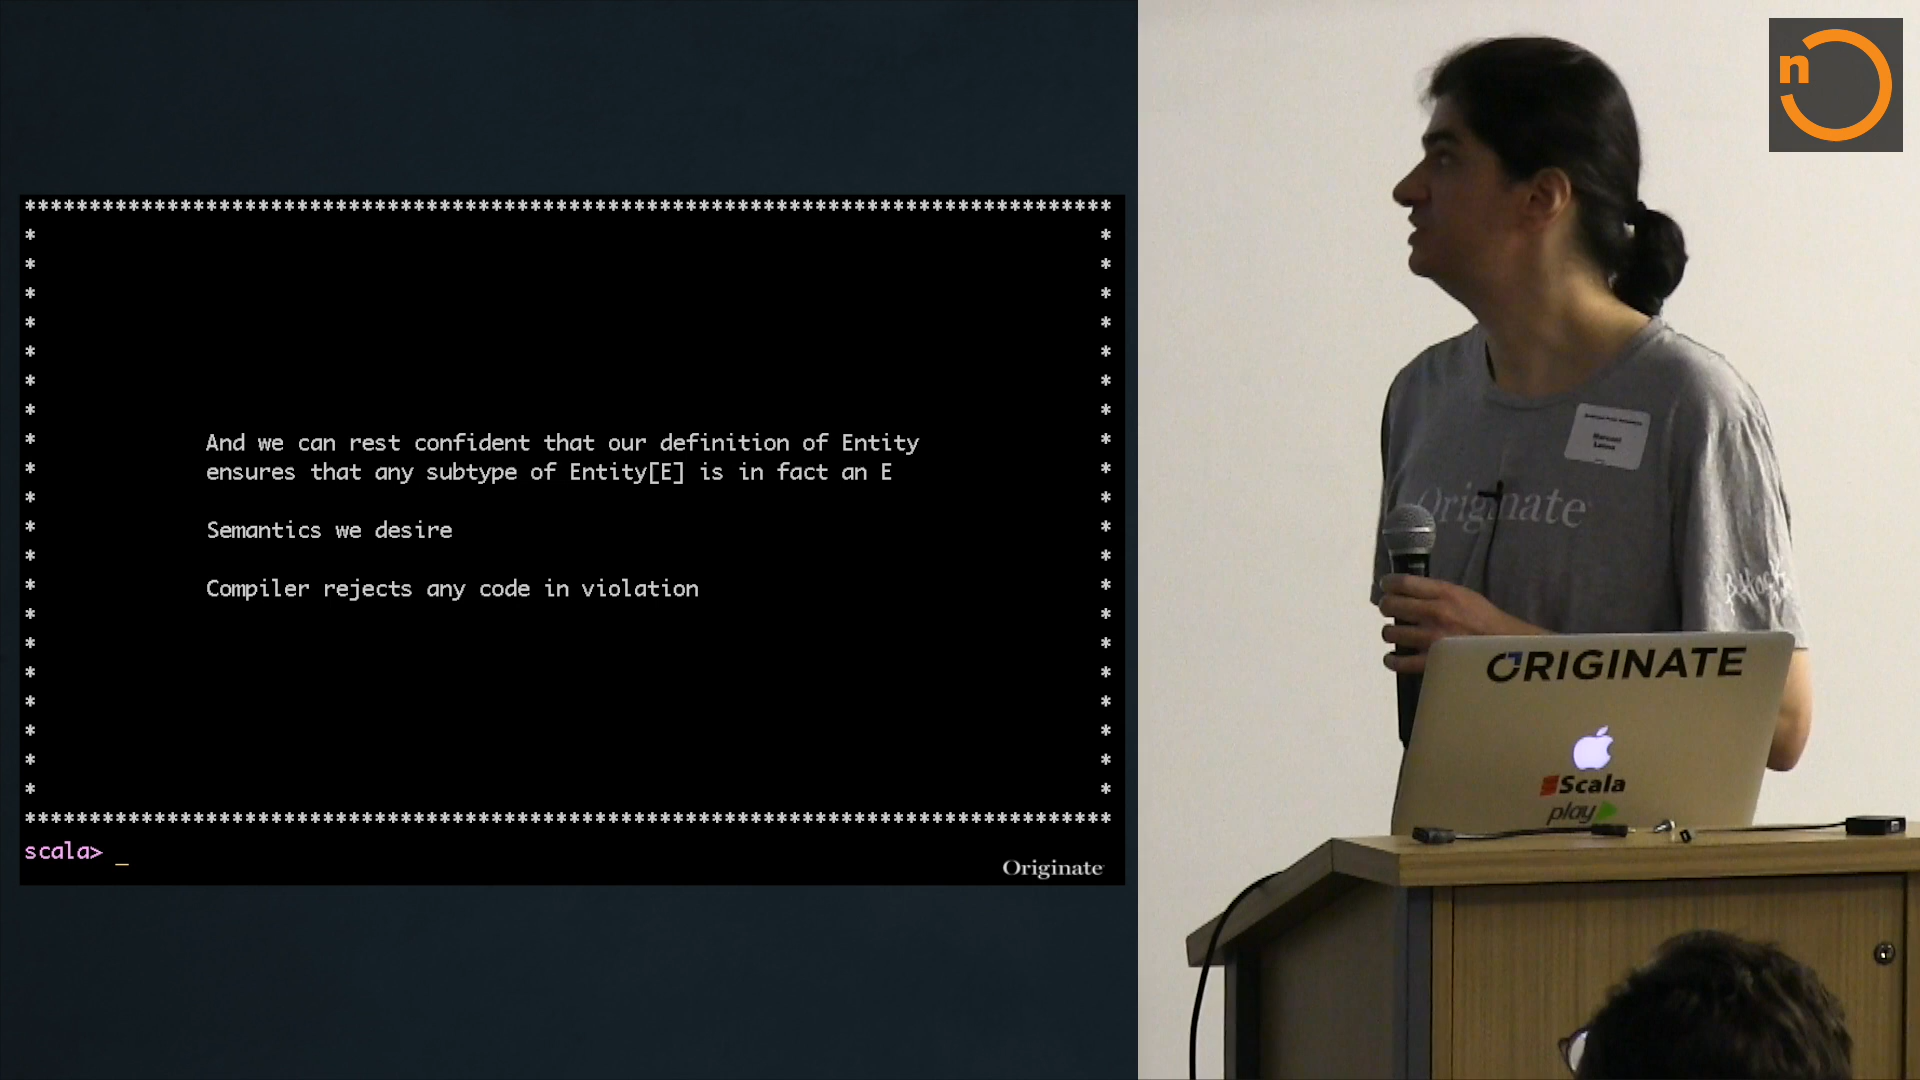 ********************************************************************************
And we can rest confident that our definition of Entity
ensures that any subtype of Entity[E] is in fact an E
Semantics we desire
Compiler rejects any code in violation
********************************************************************************
scala> _
Originate
n
Originate
ORIGINATE
Scala
play